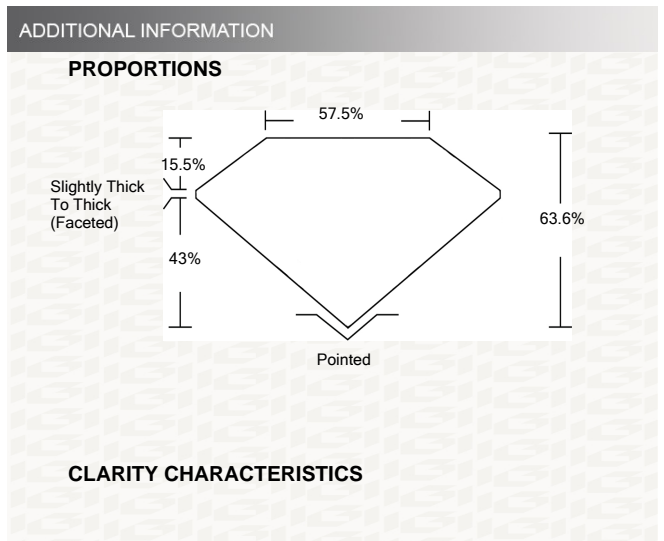 ADDITIONAL INFORMATION
PROPORTIONS
57.5%
15.5%
Slightly Thick
To Thick
(Faceted)
63.6%
43%
Pointed
CLARITY CHARACTERISTICS